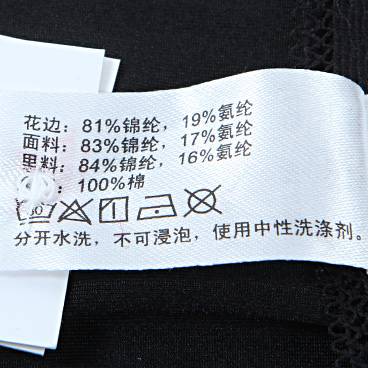 花边：81%锦纶，19%氨纶
面料：83%锦纶，17%氨纶
里料：84%锦纶，16%氨纶
：100%棉
30
分开水洗，不可浸泡，使用中性洗涤剂。